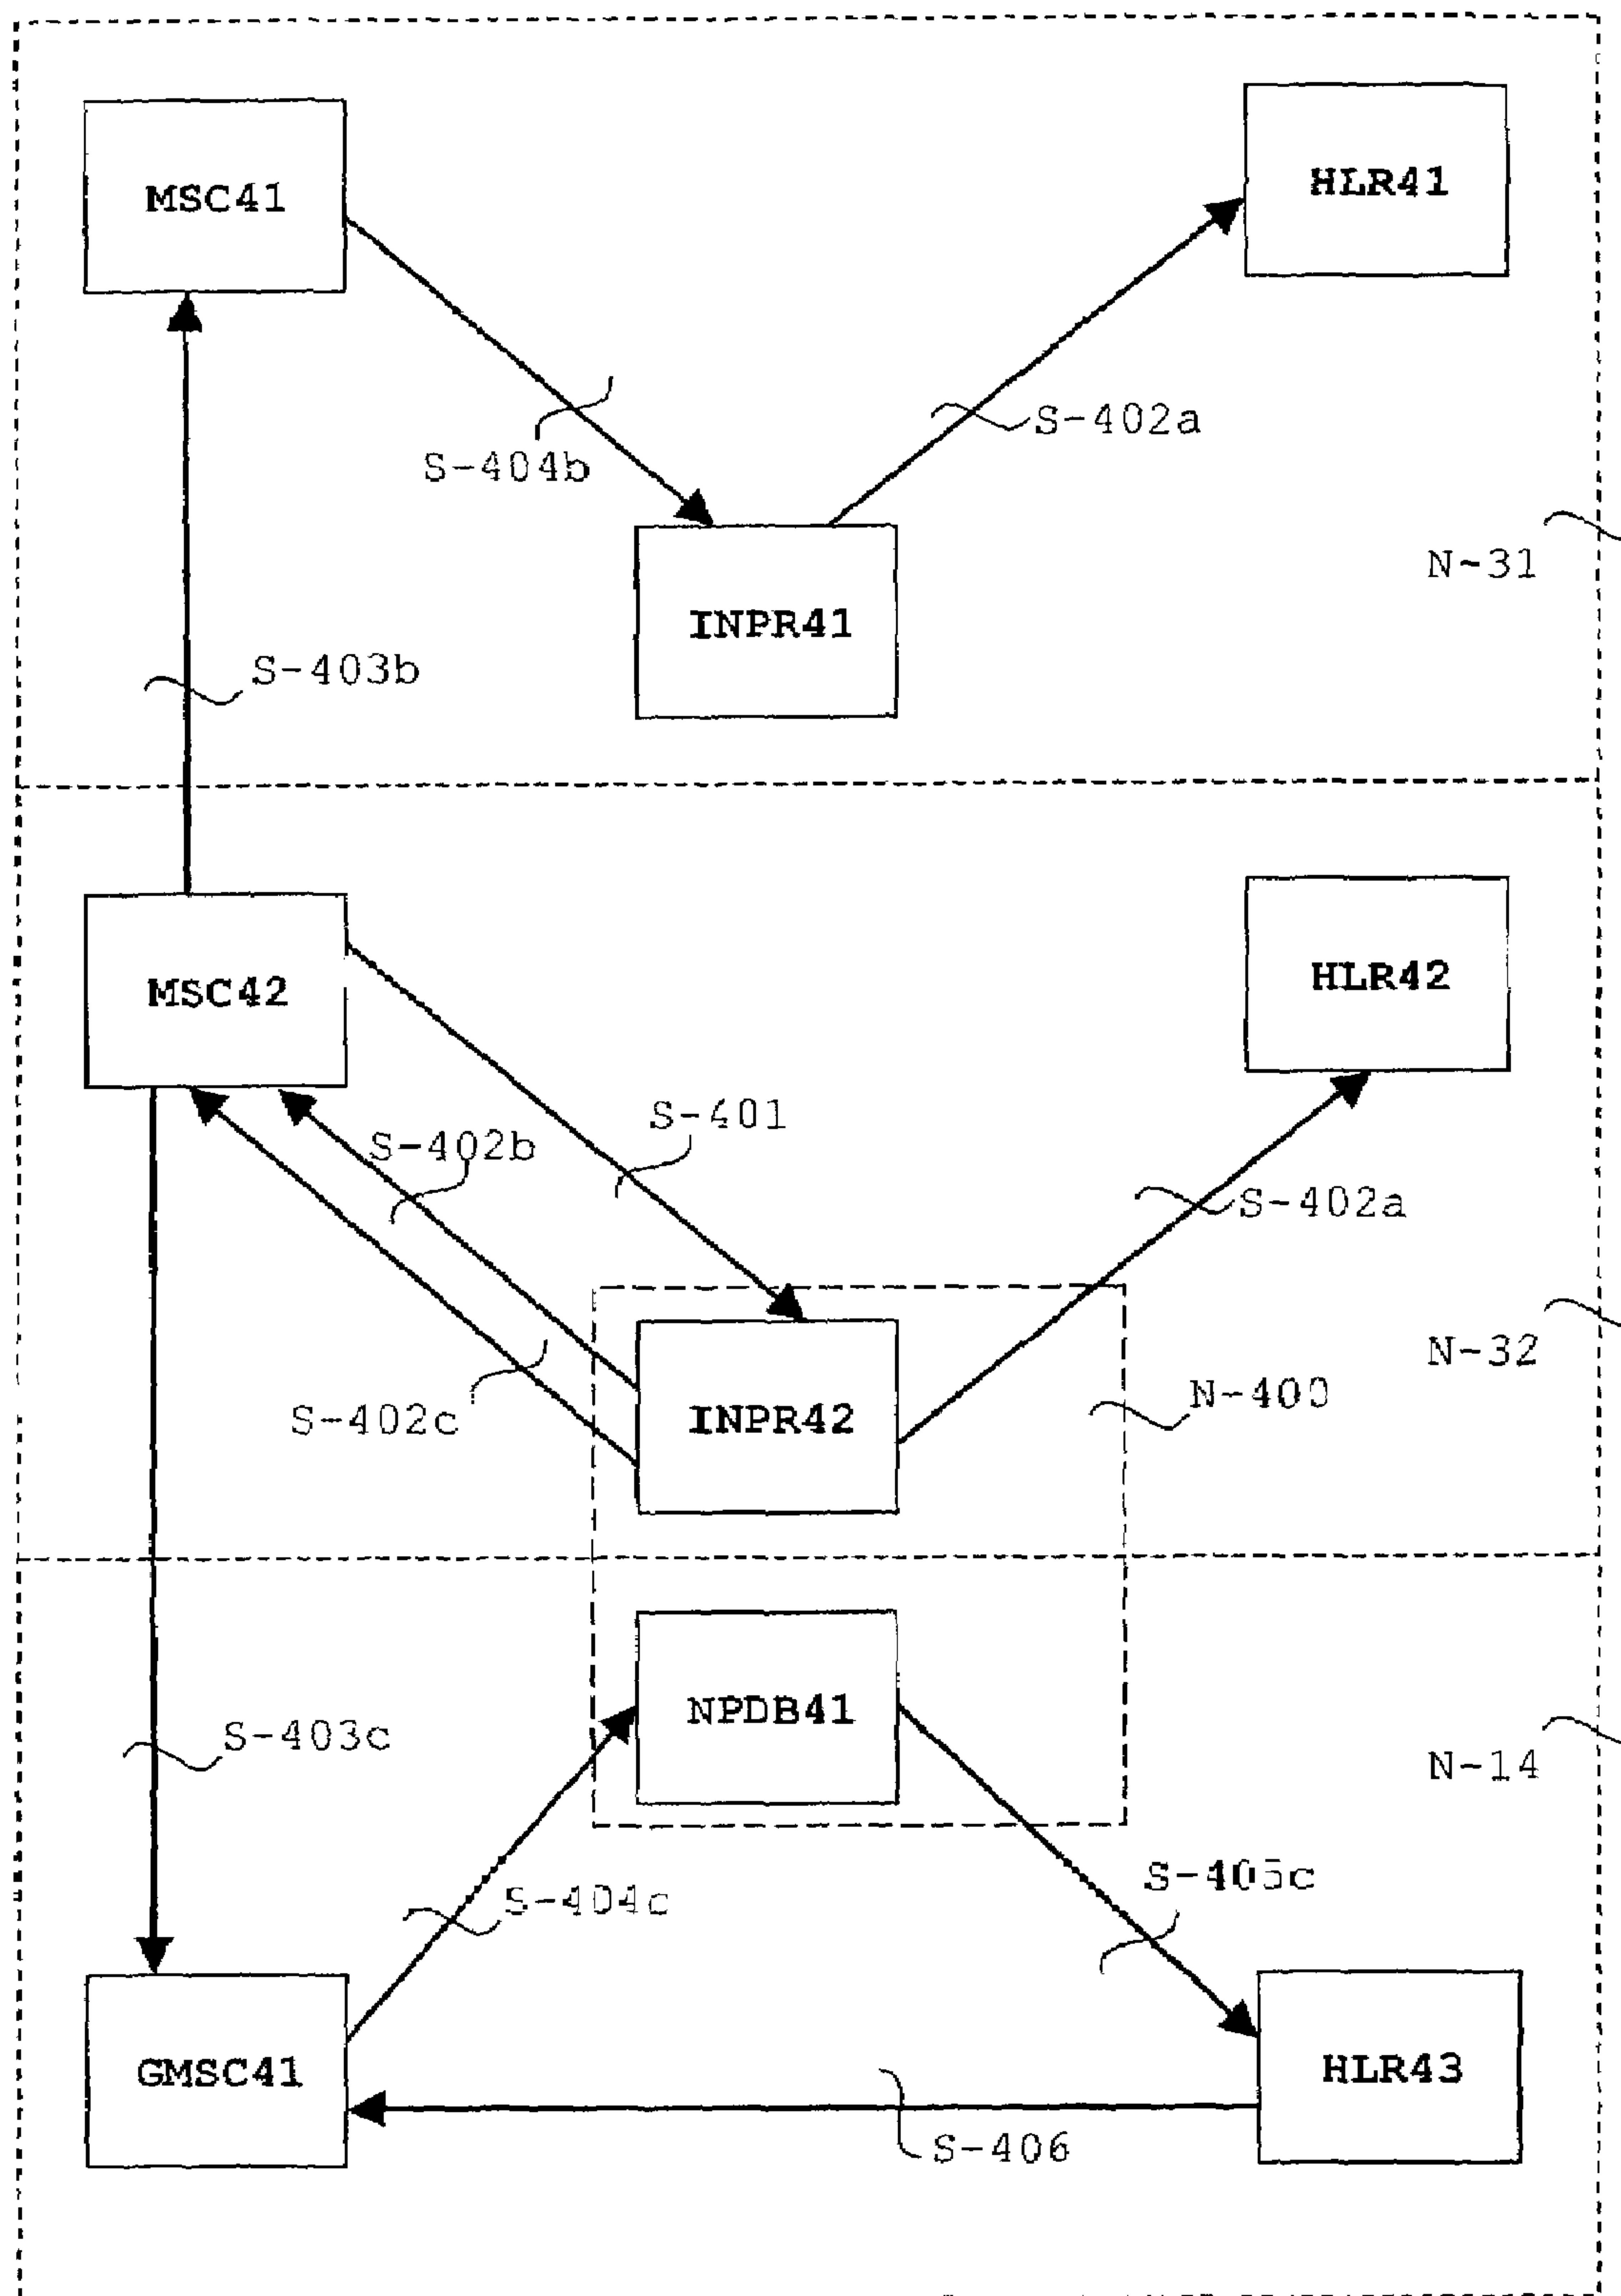 MSC41
HLR41
S-404b
S-402a
N-31
INPR41
S-403b
MSC42
HLR42
S-401
S-402b
S-402a
N-32
N-400
S-402c
INPR42
NPDB41
S-403c
N-14
S-404c
S-405c
GMSC41
HLR43
S-406